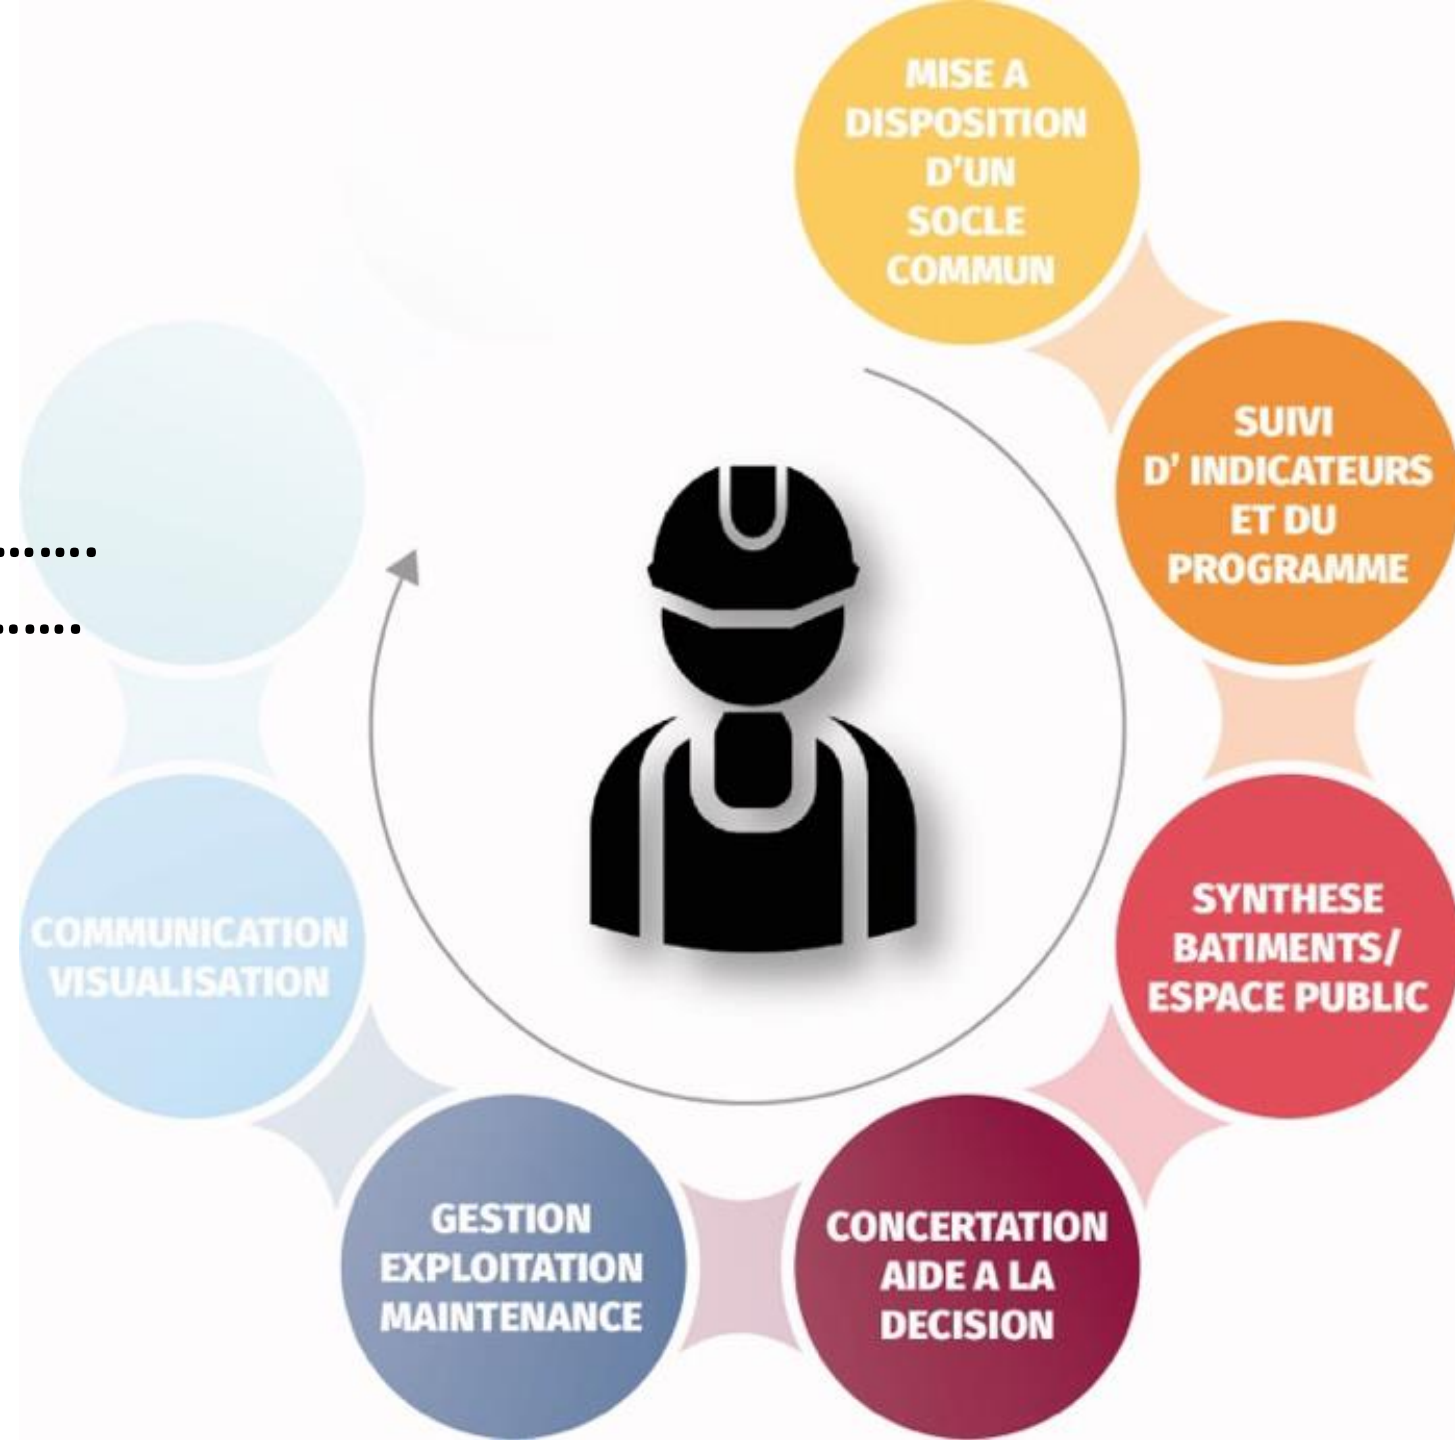 MISE A
DISPOSITION
D'UN
SOCLE
COMMUN
SUIVI
D' INDICATEURS
ET DU
PROGRAMME
SYNTHESE
BATIMENTS/
ESPACE PUBLIC
CONCERTATION
AIDE A LA
DECISION
GESTION
EXPLOITATION
MAINTENANCE
COMMUNICATION
VISUALISATION
.......
......